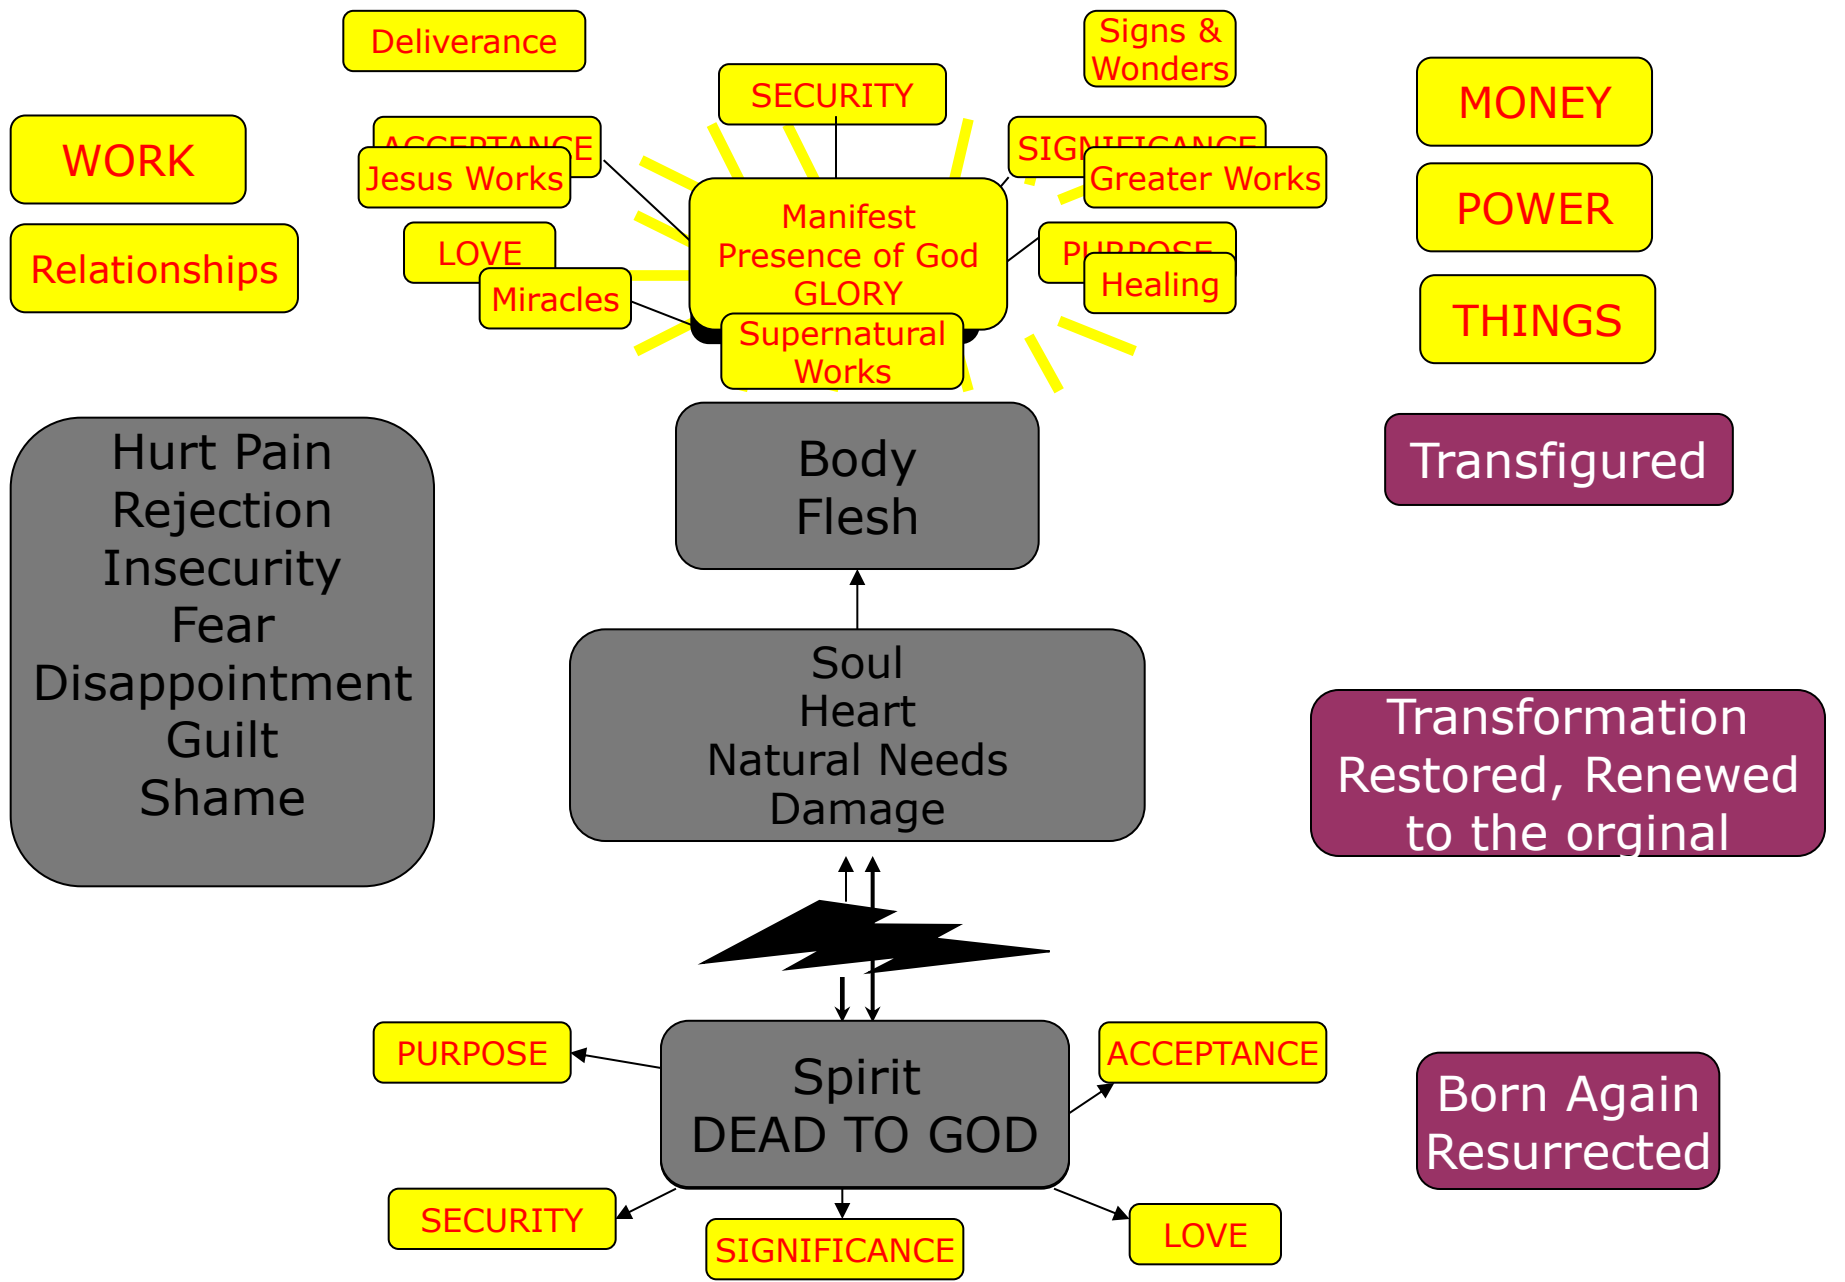 Deliverance
Signs &
Wonders
SECURITY
MONEY
WORK
ACCEPTANCE
SIGNIFICANCE
Jesus Works
Greater Works
Manifest
Presence of God
GLORY
POWER
Relationships
LOVE
PURPOSE
Miracles
Healing
THINGS
Supernatural
Works
Hurt Pain
Rejection
Insecurity
Fear
Disappointment
Guilt
Shame
Body
Flesh
Transfigured
Soul
Heart
Natural Needs
Damage
Transformation
Restored, Renewed
to the orginal
PURPOSE
ACCEPTANCE
Spirit
DEAD TO GOD
Born Again
Resurrected
SECURITY
SIGNIFICANCE
LOVE